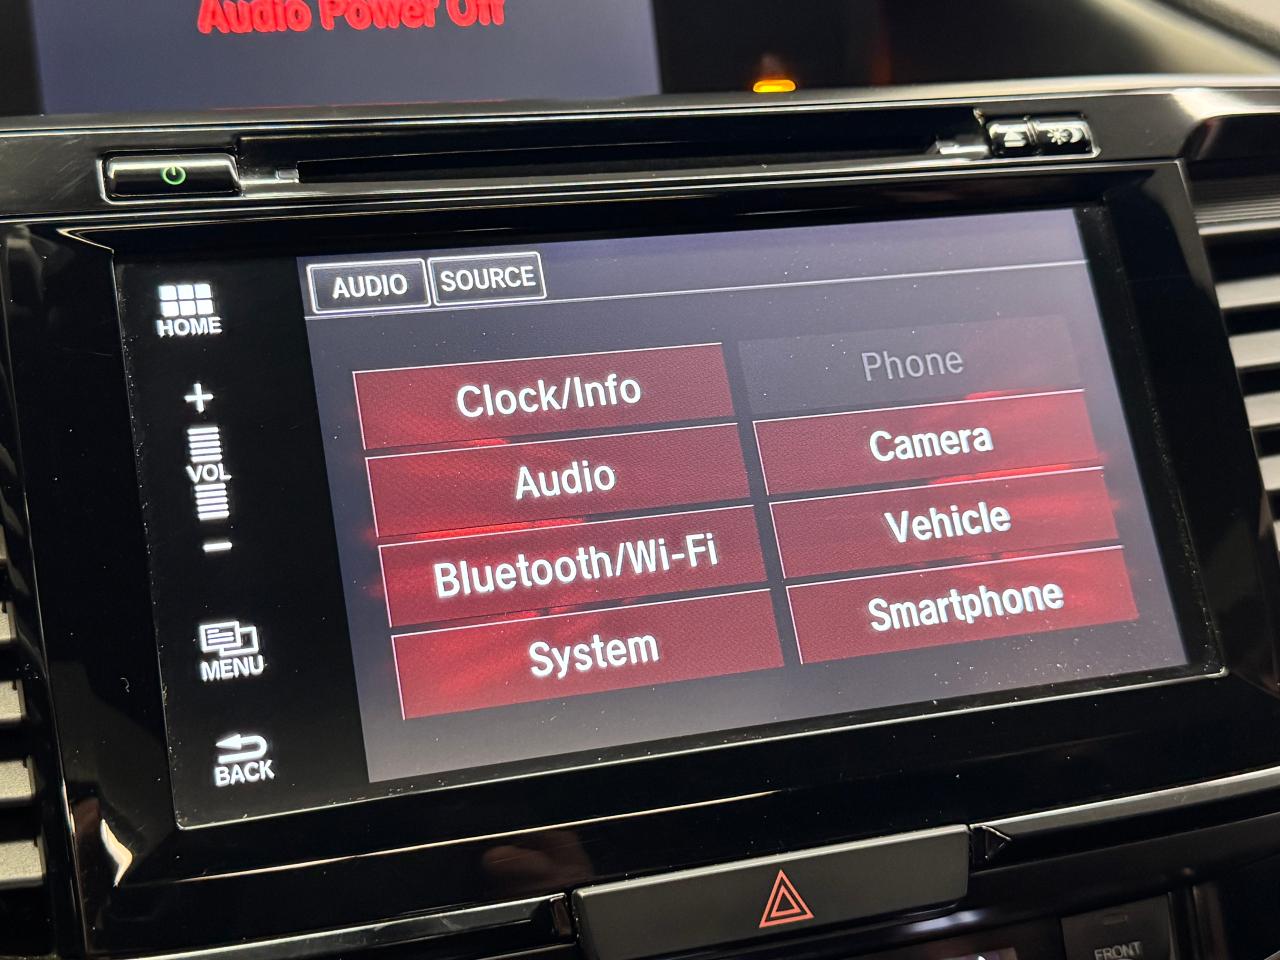 Audio Power Off
AUDIO
SOURCE
HOME
Clock/Info
Phone
Audio
Camera
VOL
Bluetooth/Wi-Fi
Vehicle
System
Smartphone
MENU
BACK
FRONT